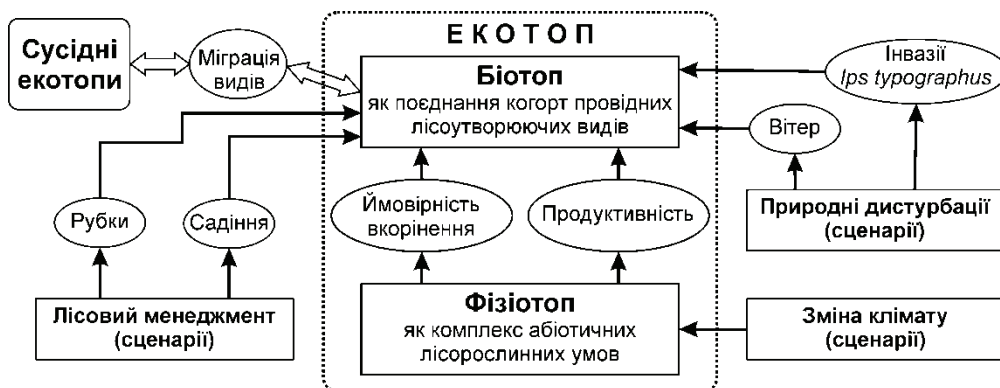 ЕКОТОП
Сусідні
екотопи
Міграція
видів
Біотоп
як поєднання когорт провідних
лісоутворюючих видів
Інвазії
Ips typographus
Вітер
Рубки
Садіння
Ймовірність
вкорінення
Продуктивність
Природні дистурбації
(сценарії)
Лісовий менеджмент
(сценарії)
Фізіотоп
як комплекс абіотичних
лісорослинних умов
Зміна клімату
(сценарії)